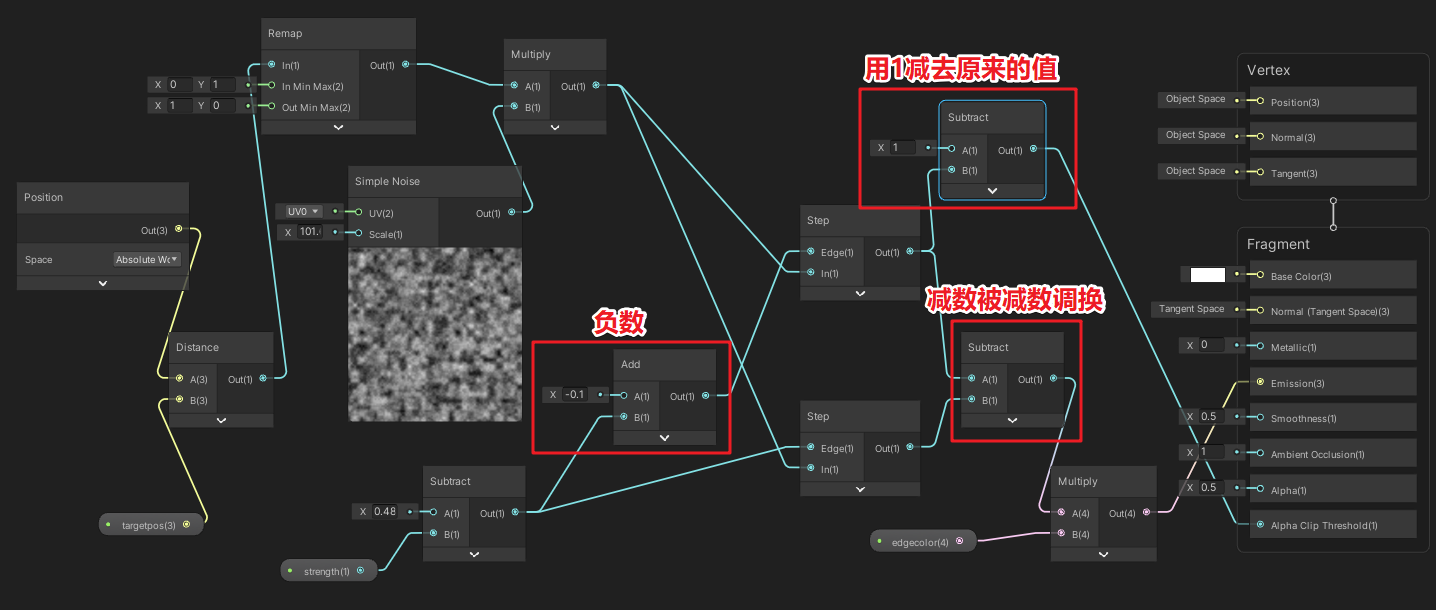 Remap
In(1)
Out(1)
X 0 Y 1
In Min Max(2)
X 1 Y 0
Out Min Max(2)
Multiply
A(1)
Out(1)
B(1)
用1减去原来的值
Subtract
X 1
A(1)
Out(1)
B(1)
Vertex
Object Space
Position(3)
Object Space
Normal(3)
Object Space
Tangent(3)
Position
Out(3)
Space
Absolute Wo
Simple Noise
UV0
UV(2)
Out(1)
X 101.
Scale(1)
Step
Edge(1)
Out(1)
In(1)
Fragment
Base Color(3)
Tangent Space
Normal (Tangent Space)(3)
X 0
Metallic(1)
Emission(3)
X 0.5
Smoothness(1)
X 1
Ambient Occlusion(1)
X 0.5
Alpha(1)
Alpha Clip Threshold(1)
减数被减数调换
Subtract
A(1)
Out(1)
B(1)
负数
Add
X -0.1
A(1)
Out(1)
B(1)
Distance
A(3)
Out(1)
B(3)
Step
Edge(1)
Out(1)
In(1)
Subtract
X 0.48
A(1)
Out(1)
B(1)
Multiply
A(4)
Out(4)
B(4)
targetpos(3)
edgecolor(4)
strength(1)